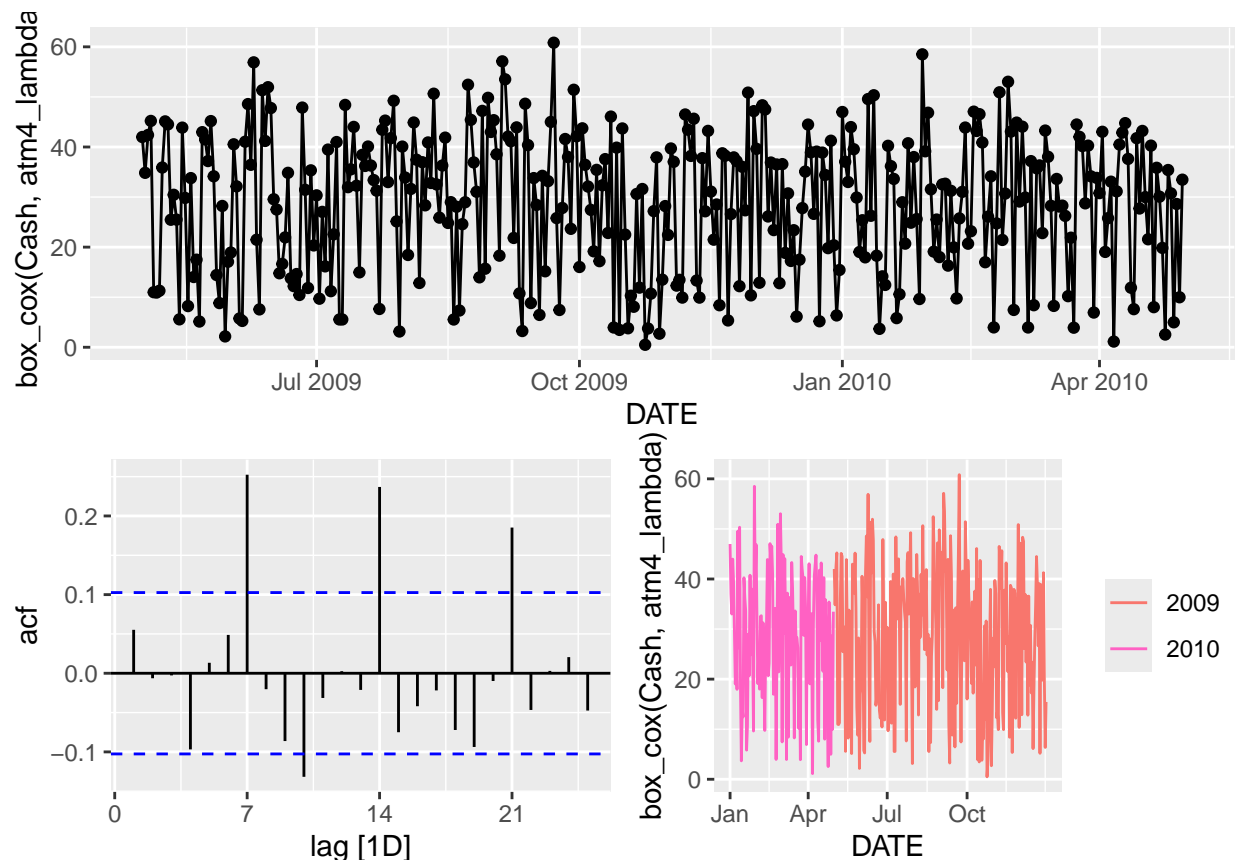 box_cox(Cash, atm4_lambda
60
40
20
0
Jul 2009 Oct 2009 Jan 2010 Apr 2010
DATE
acf
0.2
0.1
0.0
−0.1
0 7 14 21
lag [1D]
box_cox(Cash, atm4_lambda)
60
40
20
0
Jan Apr Jul Oct
DATE
2009
2010